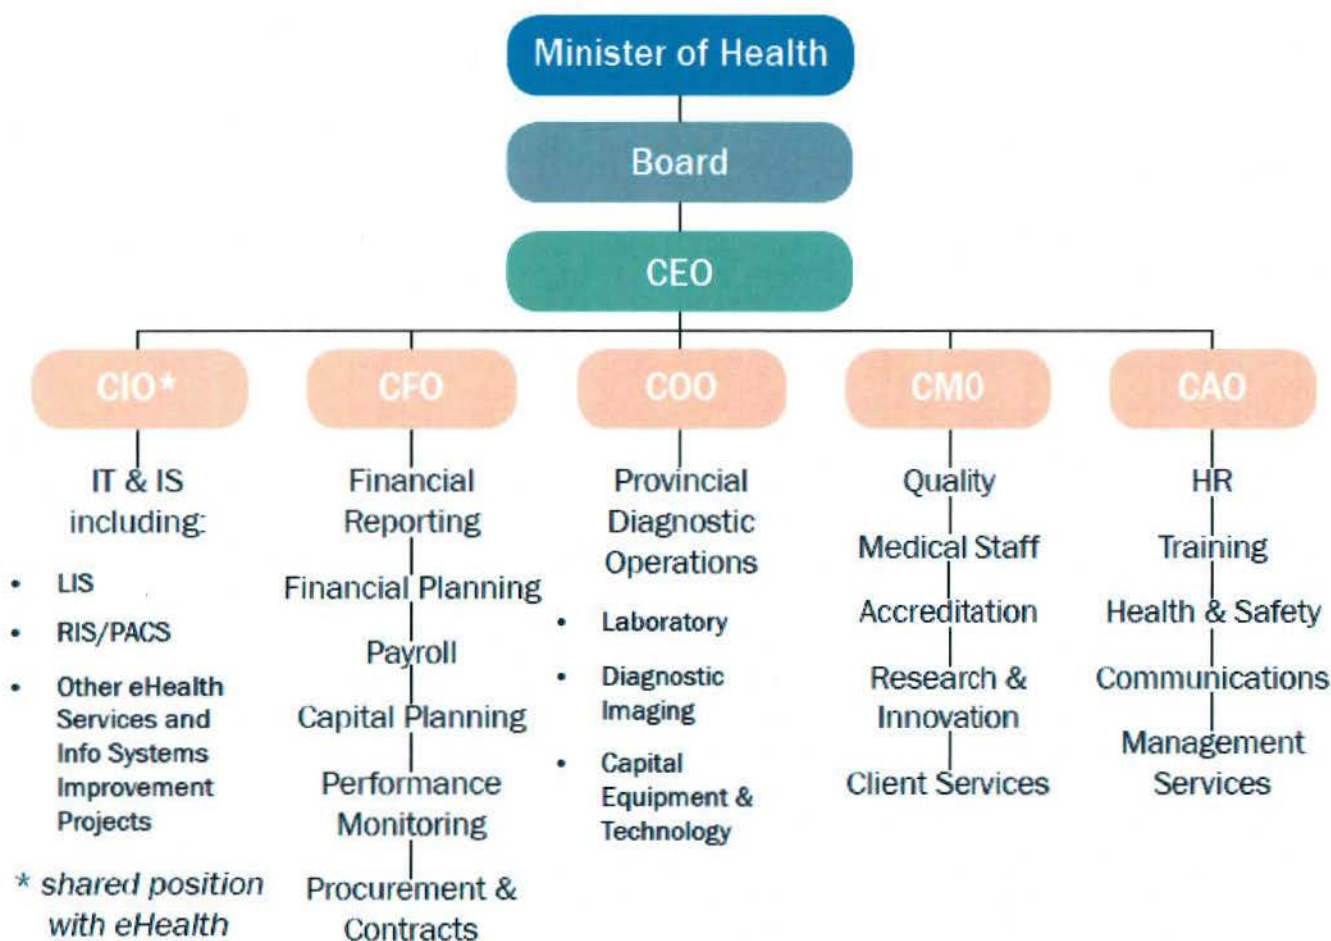 Minister of Health
Board
CEO
CIO*
IT & IS
including:
• LIS
• RIS/PACS
• Other eHealth
Services and
Info Systems
Improvement
Projects
* shared position
with eHealth
CFO
Financial
Reporting
Financial Planning
Payroll
Capital Planning
Performance
Monitoring
Procurement &
Contracts
COO
Provincial
Diagnostic
Operations
• Laboratory
• Diagnostic
Imaging
• Capital
Equipment &
Technology
CMO
Quality
Medical Staff
Accreditation
Research &
Innovation
Client Services
CAO
HR
Training
Health & Safety
Communications
Management
Services